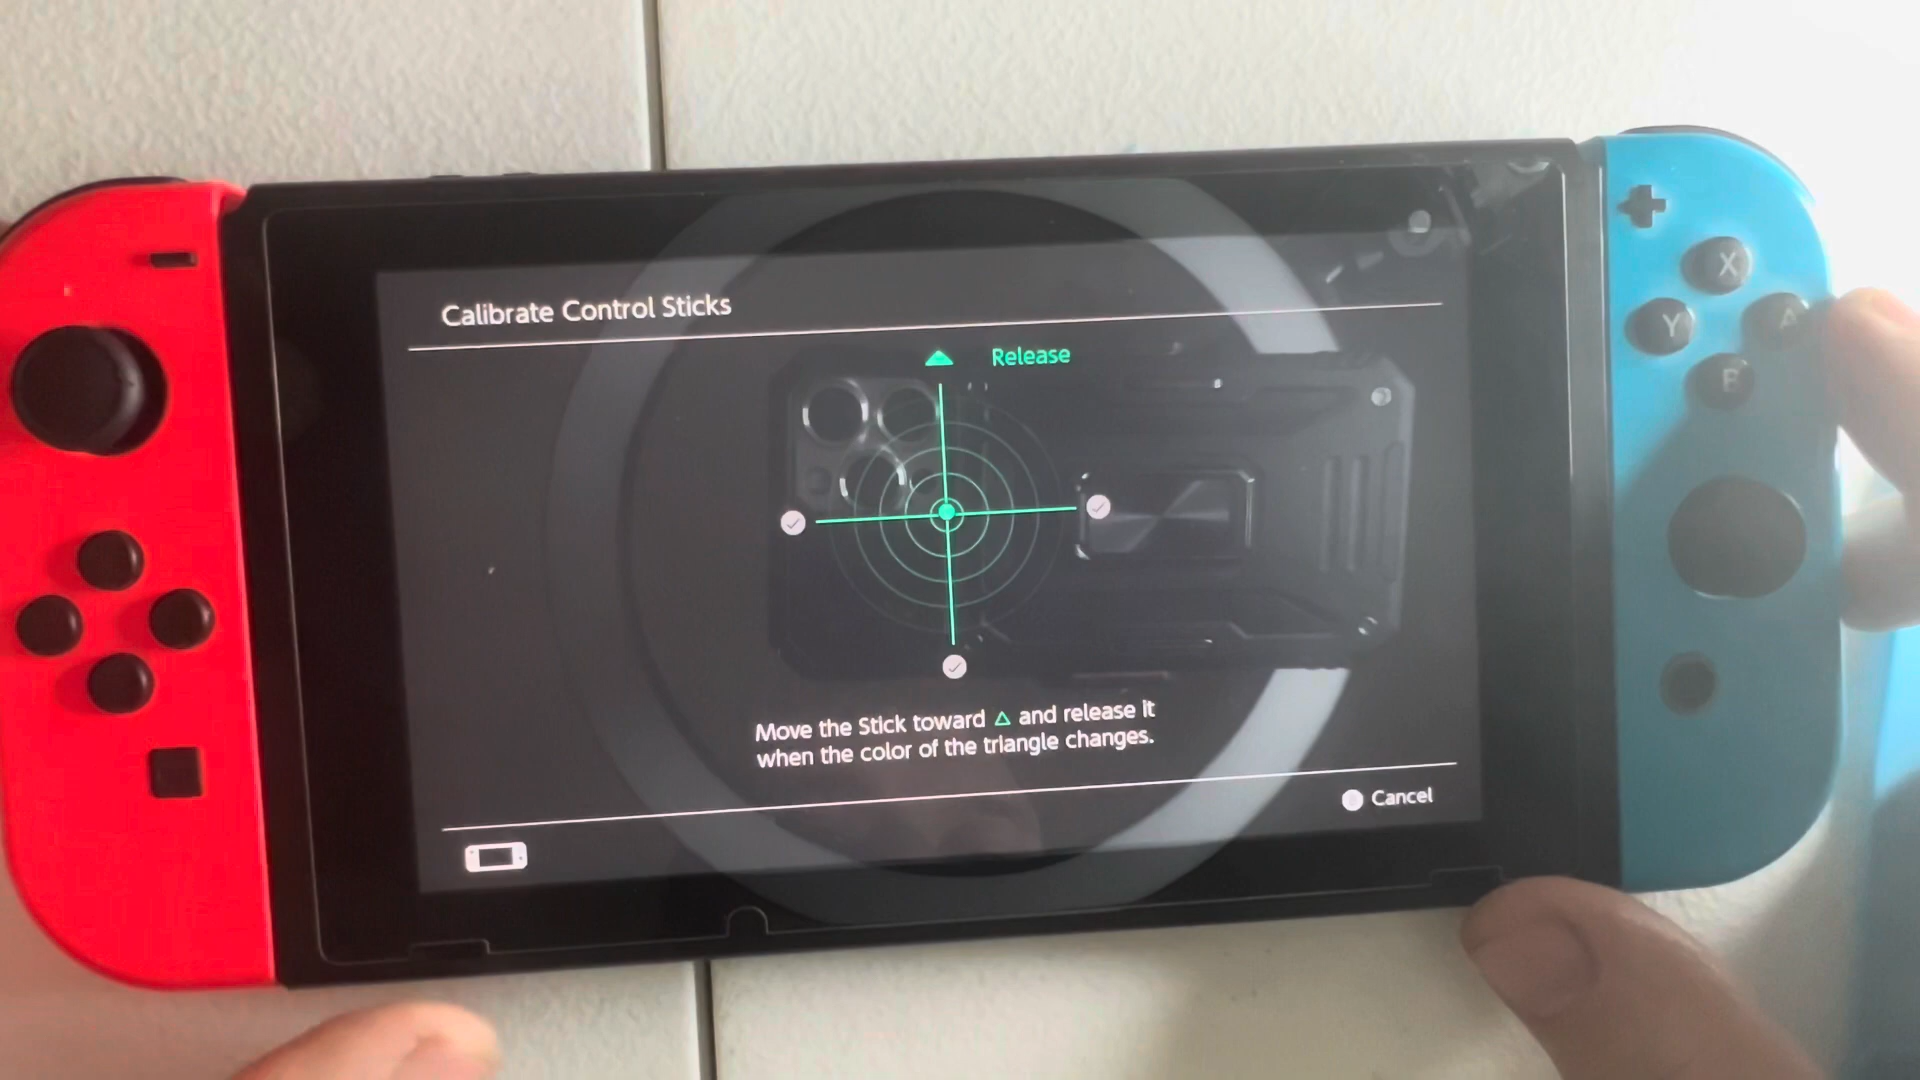 Calibrate Control Sticks
Release
Move the Stick toward △ and release it
when the color of the triangle changes.
Cancel
X
Y
A
B